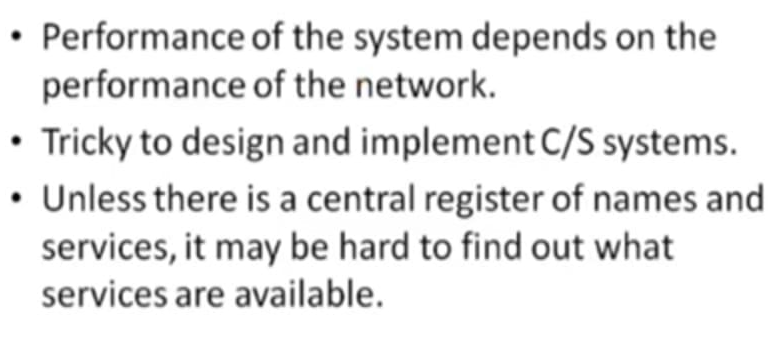 • Performance of the system depends on the
performance of the network.
• Tricky to design and implement C/S systems.
• Unless there is a central register of names and
services, it may be hard to find out what
services are available.